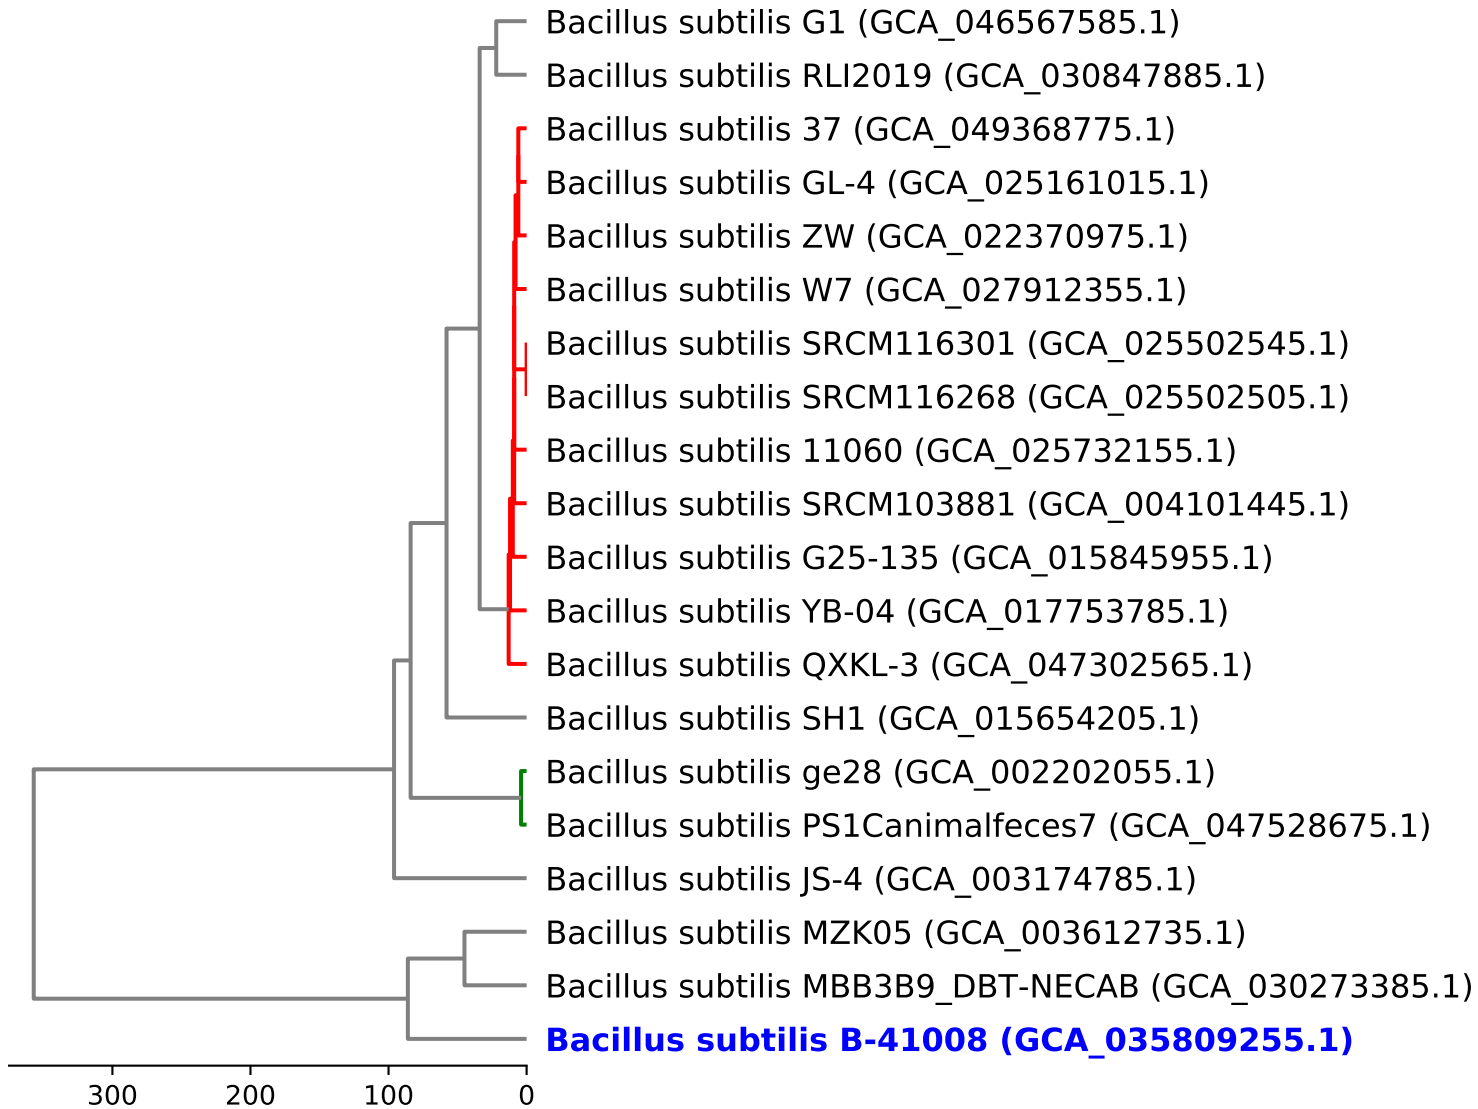 Bacillus subtilis G1 (GCA_046567585.1)
Bacillus subtilis RLI2019 (GCA_030847885.1)
Bacillus subtilis 37 (GCA_049368775.1)
Bacillus subtilis GL-4 (GCA_025161015.1)
Bacillus subtilis ZW (GCA_022370975.1)
Bacillus subtilis W7 (GCA_027912355.1)
Bacillus subtilis SRCM116301 (GCA_025502545.1)
Bacillus subtilis SRCM116268 (GCA_025502505.1)
Bacillus subtilis 11060 (GCA_025732155.1)
Bacillus subtilis SRCM103881 (GCA_004101445.1)
Bacillus subtilis G25-135 (GCA_015845955.1)
Bacillus subtilis YB-04 (GCA_017753785.1)
Bacillus subtilis QXKL-3 (GCA_047302565.1)
Bacillus subtilis SH1 (GCA_015654205.1)
Bacillus subtilis ge28 (GCA_002202055.1)
Bacillus subtilis PS1Canimalfeces7 (GCA_047528675.1)
Bacillus subtilis JS-4 (GCA_003174785.1)
Bacillus subtilis MZK05 (GCA_003612735.1)
Bacillus subtilis MBB3B9_DBT-NECAB (GCA_030273385.1)
Bacillus subtilis B-41008 (GCA_035809255.1)
300 200 100 0